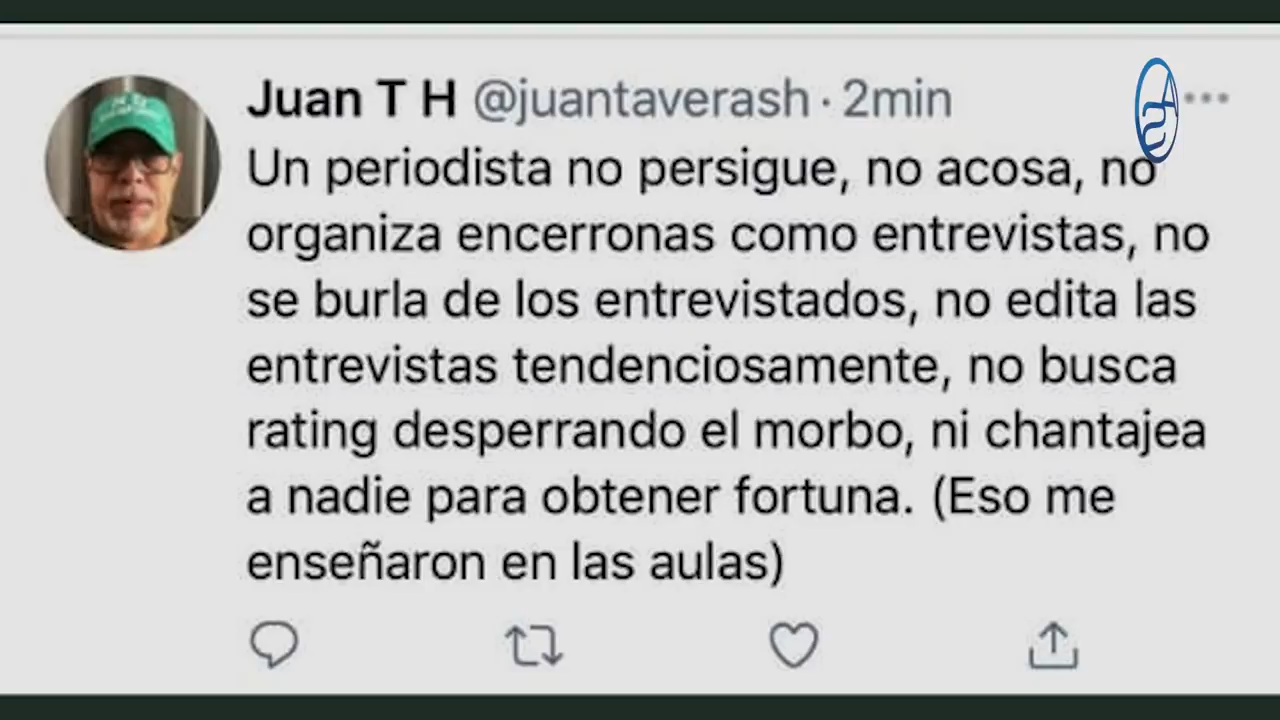 Juan T H @juantaverash · 2min
Un periodista no persigue, no acosa, no
organiza encerronas como entrevistas, no
se burla de los entrevistados, no edita las
entrevistas tendenciosamente, no busca
rating desperrando el morbo, ni chantajea
a nadie para obtener fortuna. (Eso me
enseñaron en las aulas)